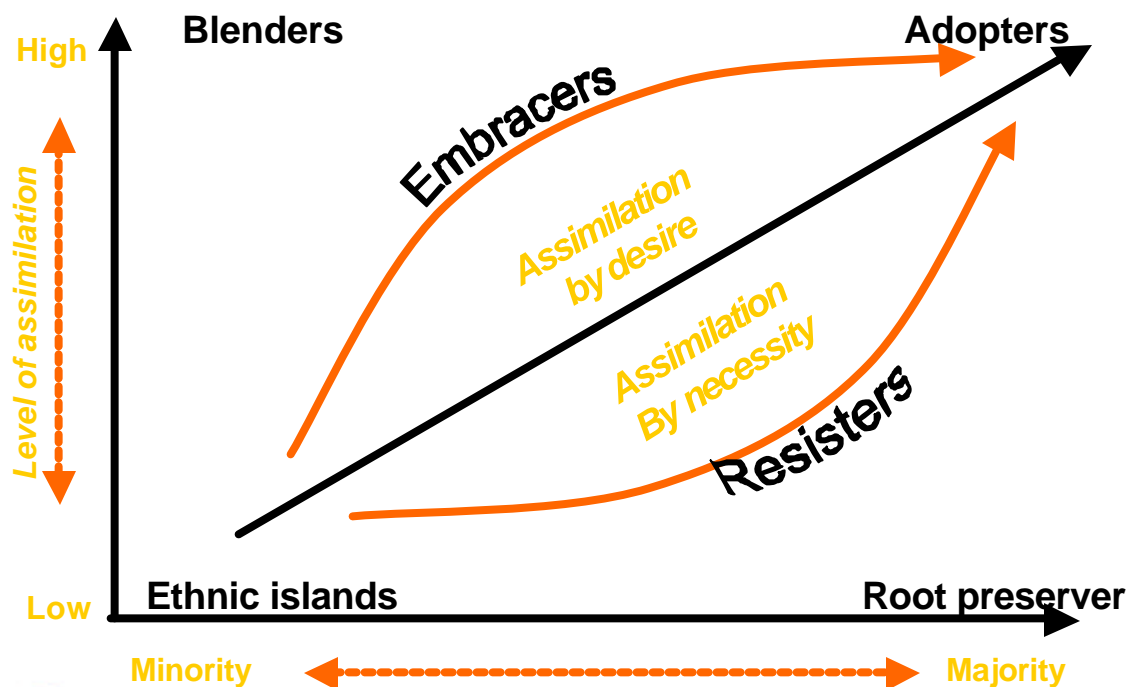 Blenders
Adopters
High
Embracers
Assimilation
by desire
Level of assimilation
Assimilation
By necessity
Resisters
Low
Ethnic islands
Root preserver
Minority
Majority